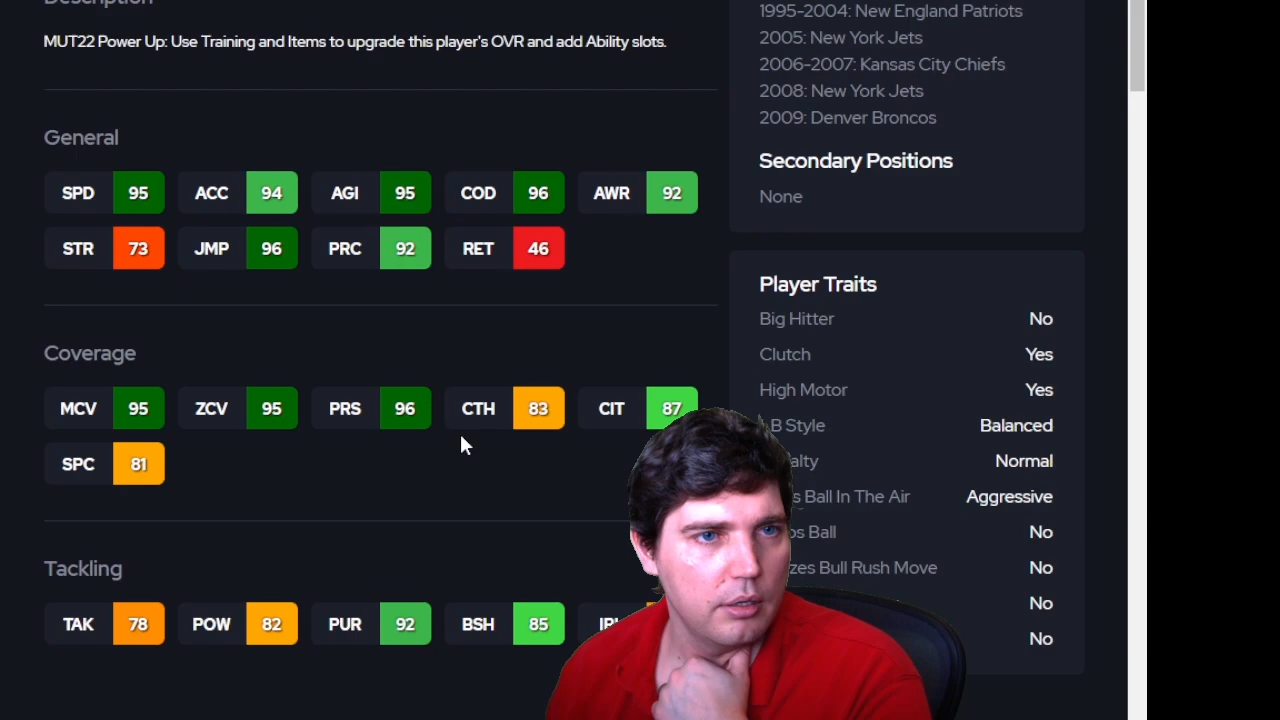 Description
MUT22 Power Up: Use Training and Items to upgrade this player's OVR and add Ability slots.
General
SPD 95 ACC 94 AGI 95 COD 96 AWR 92
STR 73 JMP 96 PRC 92 RET 46
Coverage
MCV 95 ZCV 95 PRS 96 CTH 83 CIT 87
SPC 81
Tackling
TAK 78 POW 82 PUR 92 BSH 85
1995-2004: New England Patriots
2005: New York Jets
2006-2007: Kansas City Chiefs
2008: New York Jets
2009: Denver Broncos
Secondary Positions
None
Player Traits
Big Hitter No
Clutch Yes
High Motor Yes
Style Balanced
Normal
Ball In The Air Aggressive
Ball No
Bull Rush Move No
No
No